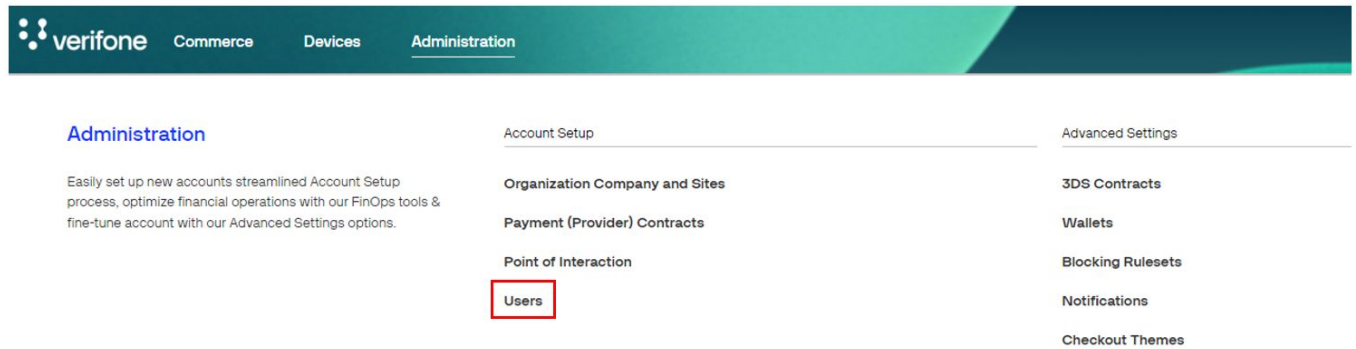 verifone Commerce Devices Administration
Administration
Easily set up new accounts streamlined Account Setup
process, optimize financial operations with our FinOps tools &
fine-tune account with our Advanced Settings options.
Account Setup
Organization Company and Sites
Payment (Provider) Contracts
Point of Interaction
Users
Advanced Settings
3DS Contracts
Wallets
Blocking Rulesets
Notifications
Checkout Themes